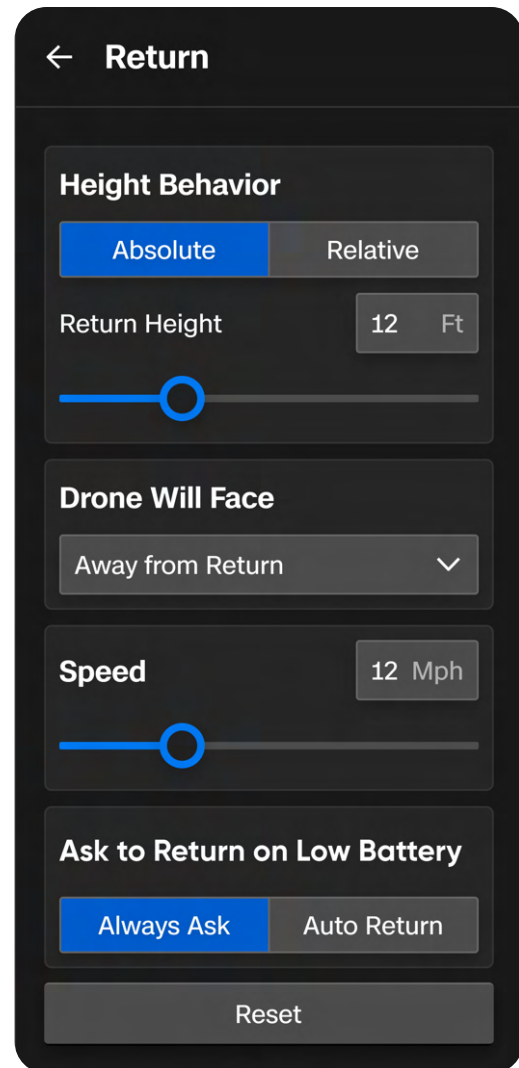 Return
Height Behavior
Absolute Relative
Return Height 12 Ft
Drone Will Face
Away from Return
Speed 12 Mph
Ask to Return on Low Battery
Always Ask Auto Return
Reset